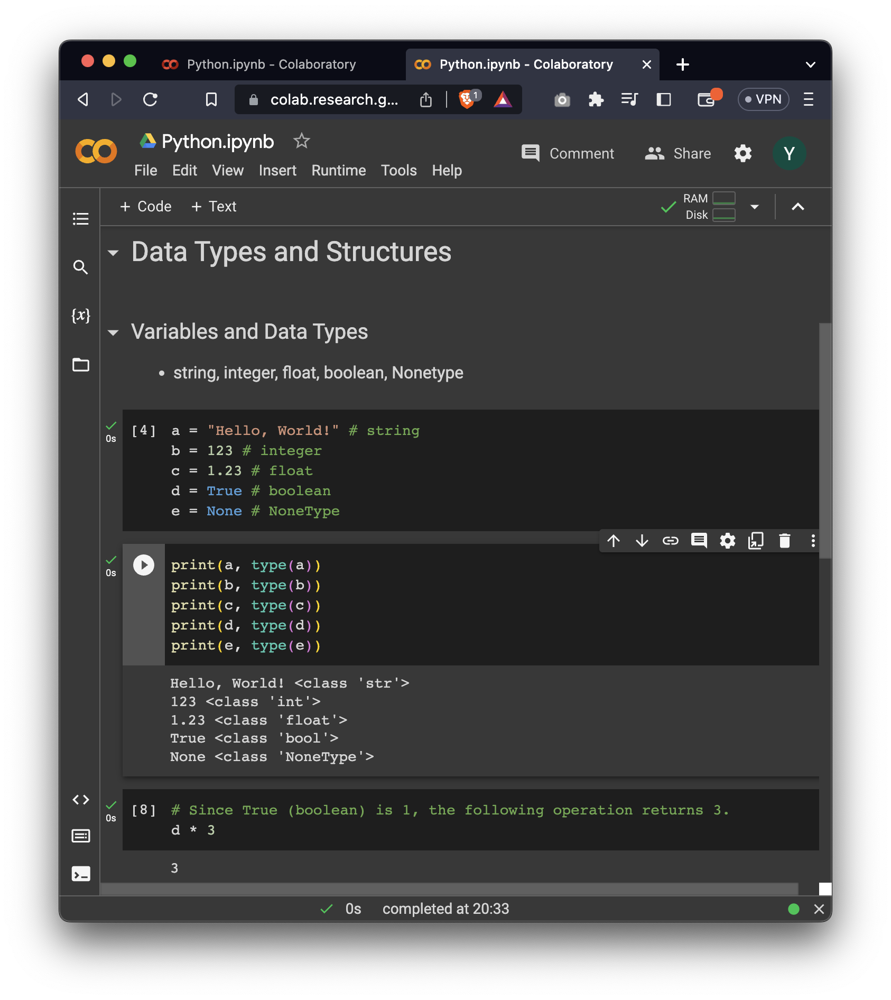 Python.ipynb - Colaboratory
Python.ipynb - Colaboratory
colab.research.g...
1
VPN
Python.ipynb
Comment
Share
Y
File Edit View Insert Runtime Tools Help
+ Code + Text
RAM
Disk
Data Types and Structures
{x}
Variables and Data Types
• string, integer, float, boolean, Nonetype
0s
[4] a = "Hello, World!" # string
b = 123 # integer
c = 1.23 # float
d = True # boolean
e = None # NoneType
0s
print(a, type(a))
print(b, type(b))
print(c, type(c))
print(d, type(d))
print(e, type(e))
Hello, World! <class 'str'>
123 <class 'int'>
1.23 <class 'float'>
True <class 'bool'>
None <class 'NoneType'>
0s
[8] # Since True (boolean) is 1, the following operation returns 3.
d * 3
3
0s completed at 20:33